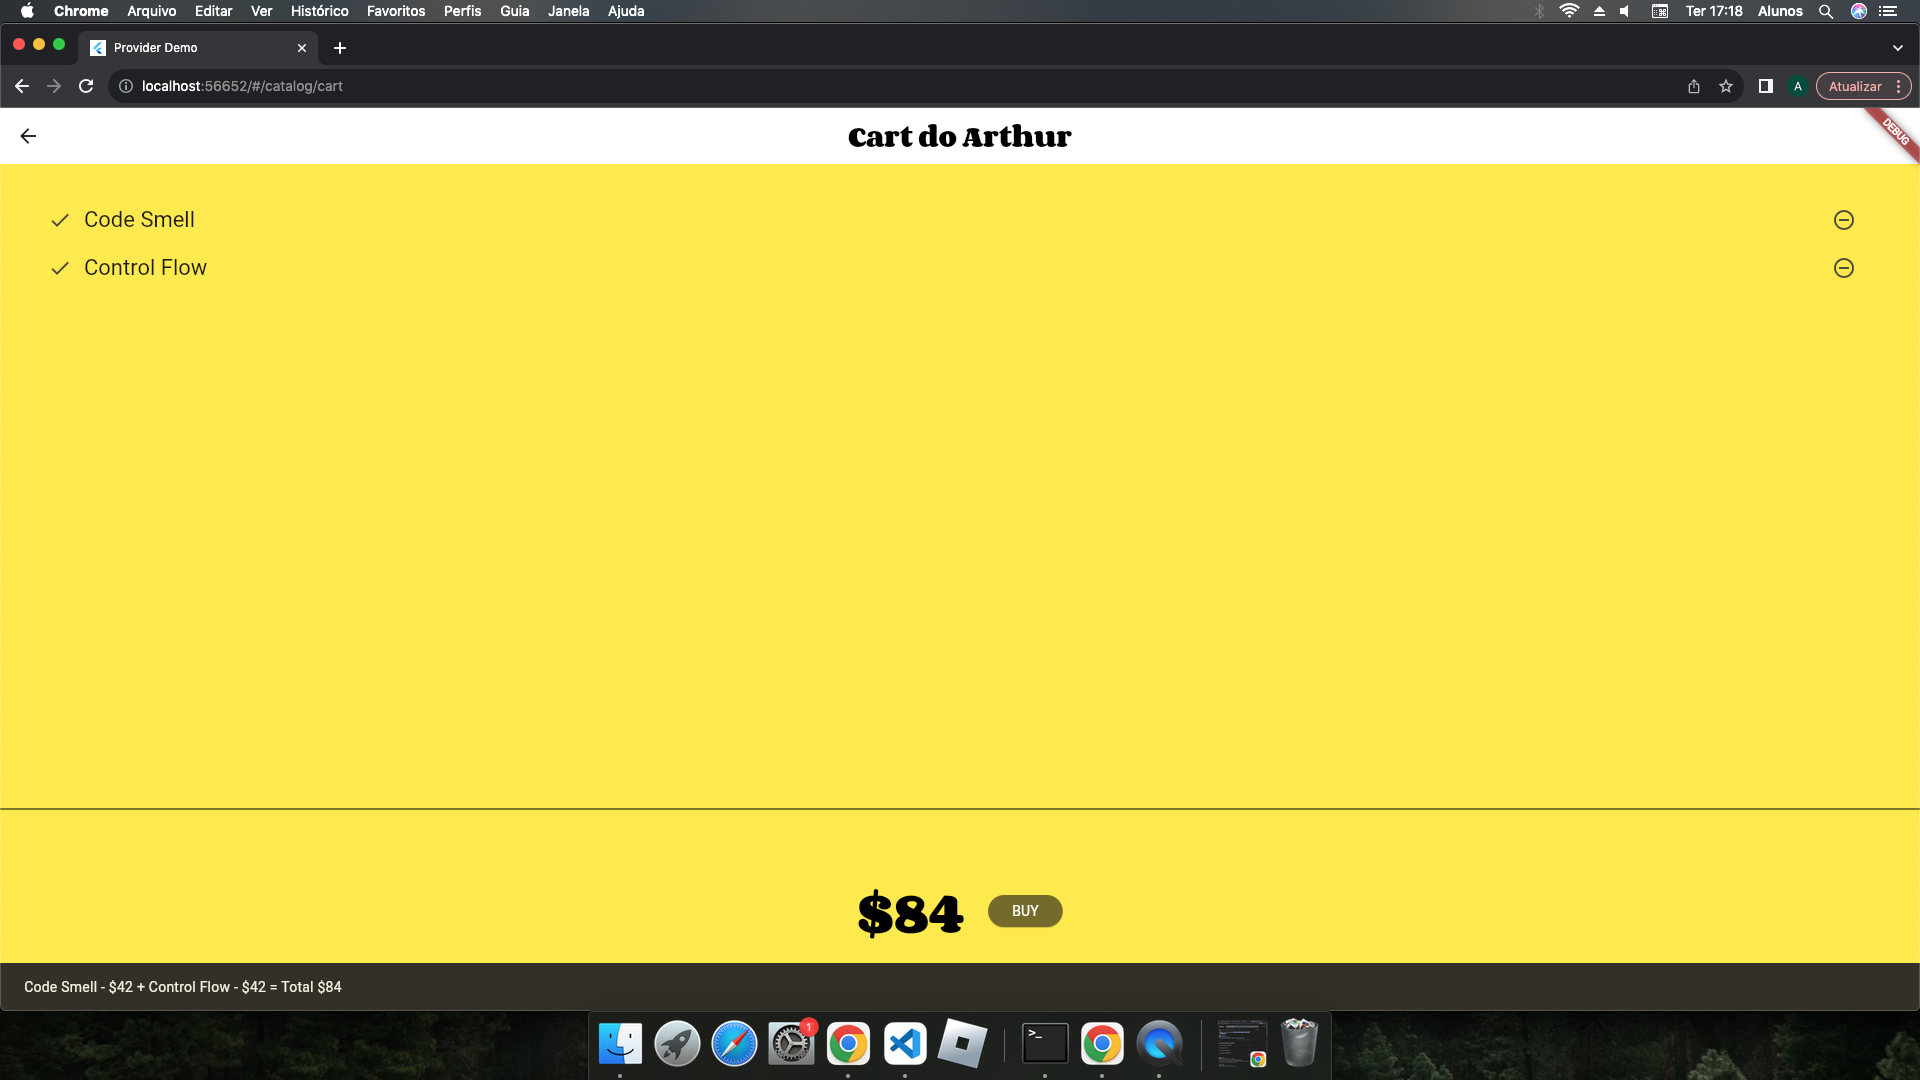 Chrome Arquivo Editar Ver Histórico Favoritos Perfis Guia Janela Ajuda Ter 17:18 Alunos
Provider Demo
localhost:56652/#/catalog/cart A Atualizar
Cart do Arthur
DEBUG
Code Smell
Control Flow
$84 BUY
Code Smell - $42 + Control Flow - $42 = Total $84
1
>_